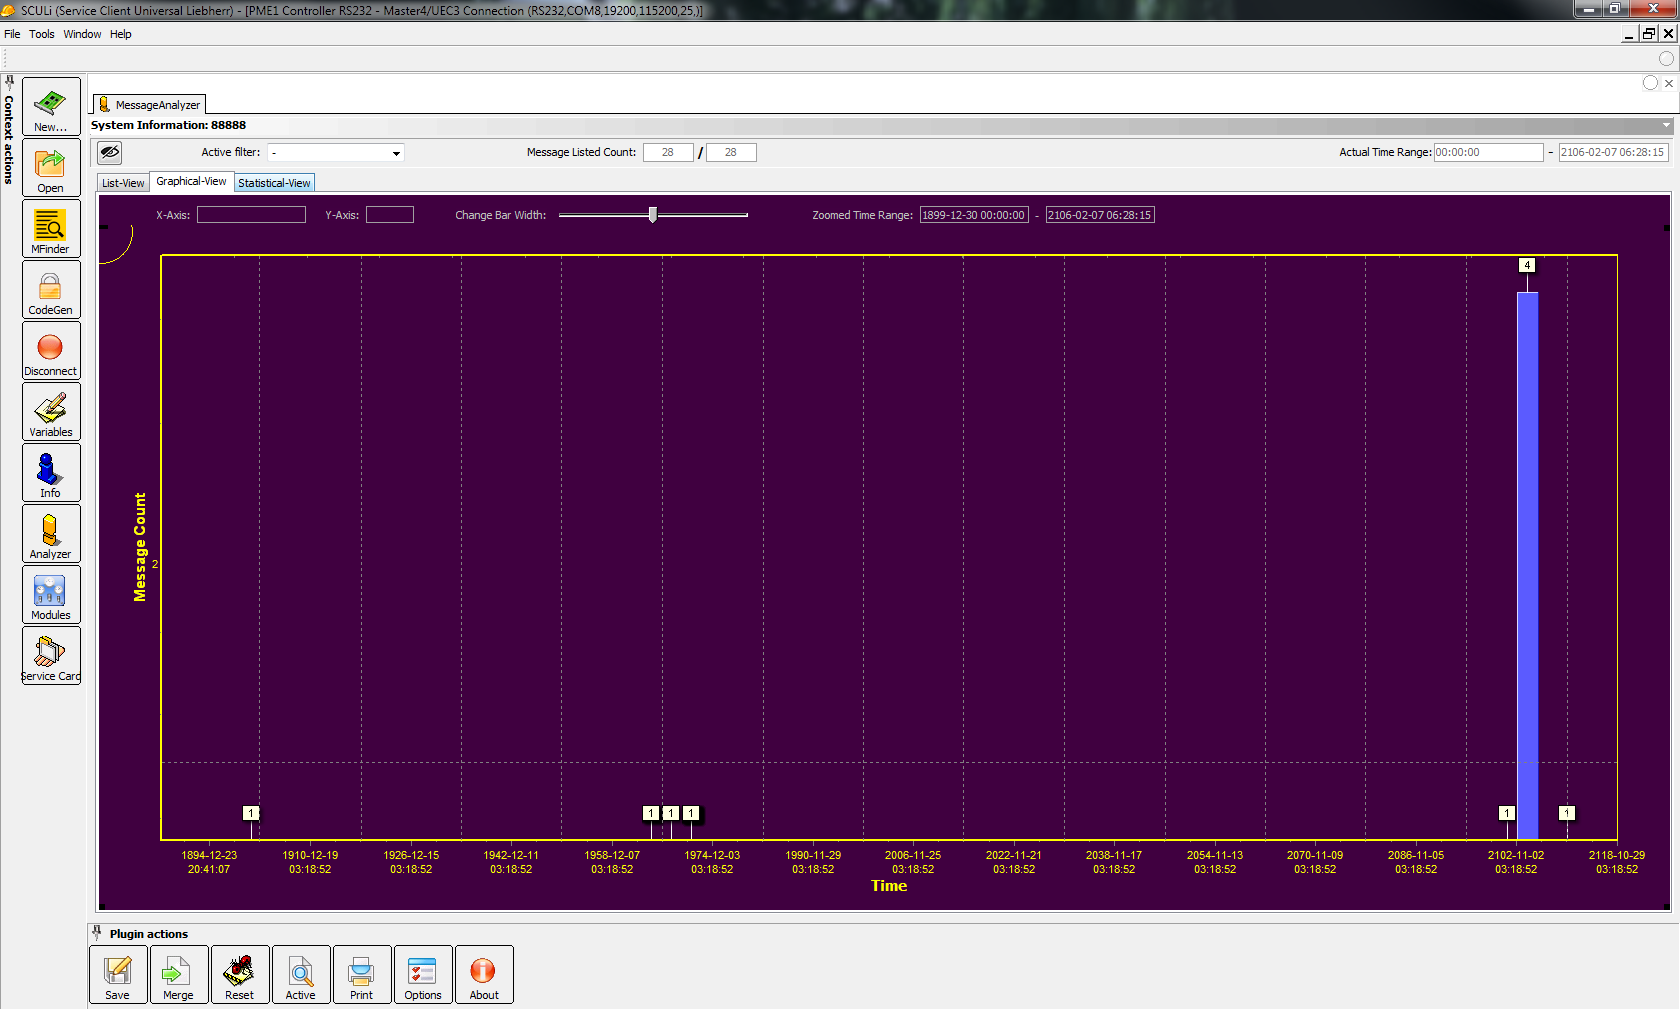 SCULi (Service Client Universal Liebherr) - [PME1 Controller RS232 - Master4/UEC3 Connection (RS232,COM8,19200,115200,25,)]
File Tools Window Help
Context actions
New...
Open
MFinder
CodeGen
Disconnect
Variables
Info
Analyzer
Modules
Service Card
MessageAnalyzer
System Information: 88888
Active filter: - Message Listed Count: 28 / 28 Actual Time Range: 00:00:00 - 2106-02-07 06:28:15
List-View Graphical-View Statistical-View
X-Axis: Y-Axis: Change Bar Width: Zoomed Time Range: 1899-12-30 00:00:00 - 2106-02-07 06:28:15
4
Message Count
2
1 1 1 1 1 1
1894-12-23 1910-12-19 1926-12-15 1942-12-11 1958-12-07 1974-12-03 1990-11-29 2006-11-25 2022-11-21 2038-11-17 2054-11-13 2070-11-09 2086-11-05 2102-11-02 2118-10-29
20:41:07 03:18:52 03:18:52 03:18:52 03:18:52 03:18:52 03:18:52 03:18:52 03:18:52 03:18:52 03:18:52 03:18:52 03:18:52 03:18:52 03:18:52
Time
Plugin actions
Save Merge Reset Active Print Options About